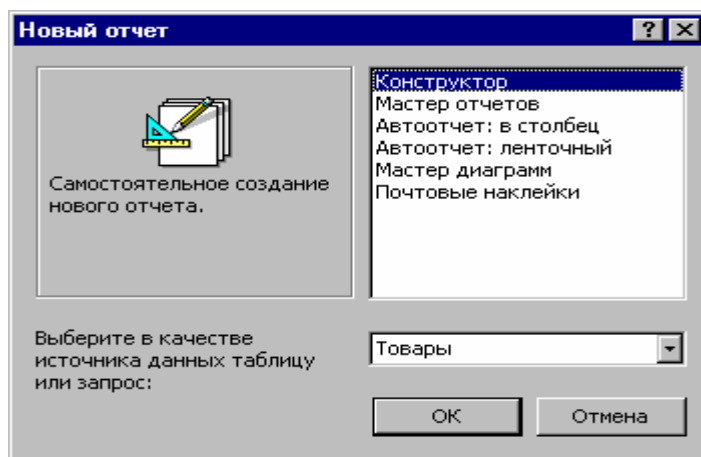 Новый отчет
Самостоятельное создание
нового отчета.
Конструктор
Мастер отчетов
Автоотчет: в столбец
Автоотчет: ленточный
Мастер диаграмм
Почтовые наклейки
Выберите в качестве
источника данных таблицу
или запрос:
Товары
ОК
Отмена